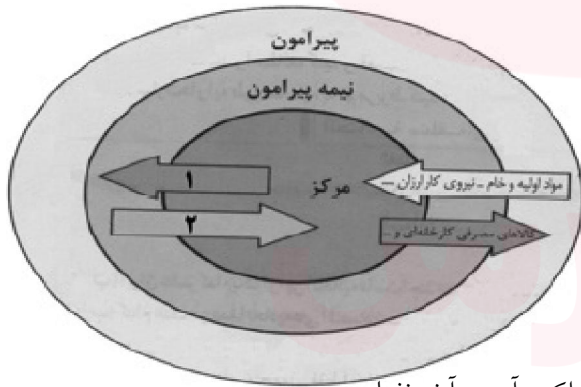 پیرامون
نیمه پیرامون
مواد اولیه و خام ـ نیروی کار ارزان ...
۱
مرکز
۲
کالاهای مصرفی کارخانه‌ای و ...